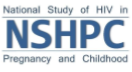 National Study of HIV in
NSHPC
Pregnancy and Childhood